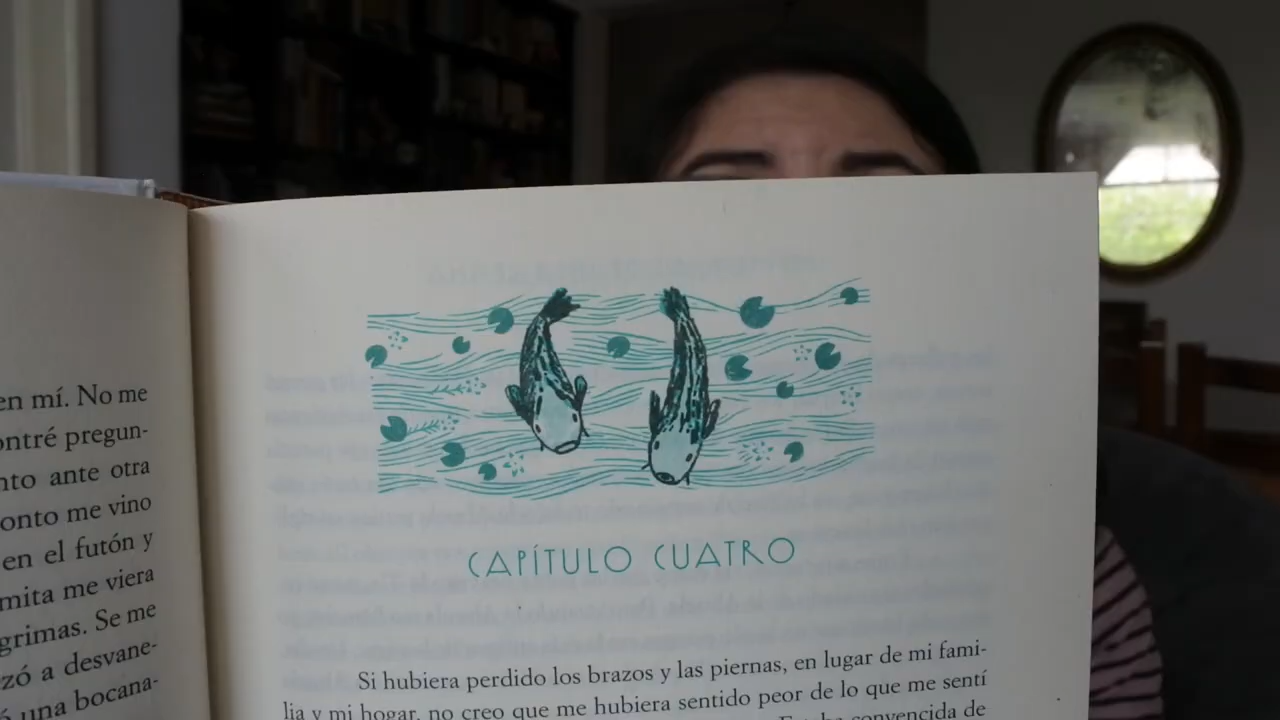 en mí. No me
ontré pregun-
nto ante otra
onto me vino
en el futón y
mita me viera
grimas. Se me
zó a desvane-
ó una bocana-
CAPÍTULO CUATRO
Si hubiera perdido los brazos y las piernas, en lugar de mi fami-
lia y mi hogar, no creo que me hubiera sentido peor de lo que me sentí
convencida de